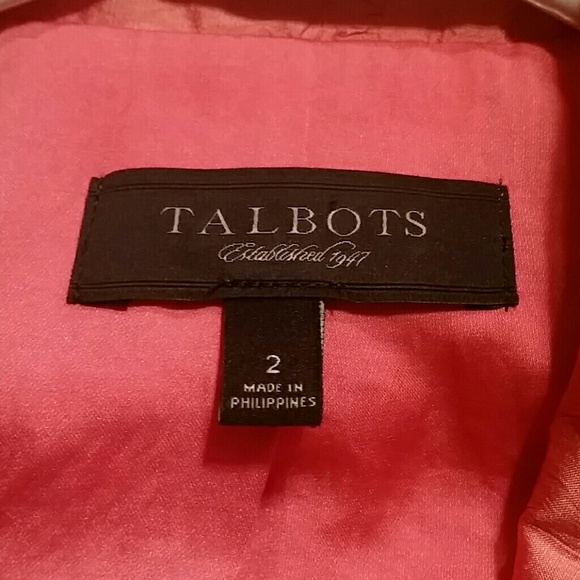 TALBOTS
Established 1947
2
MADE IN
PHILIPPINES